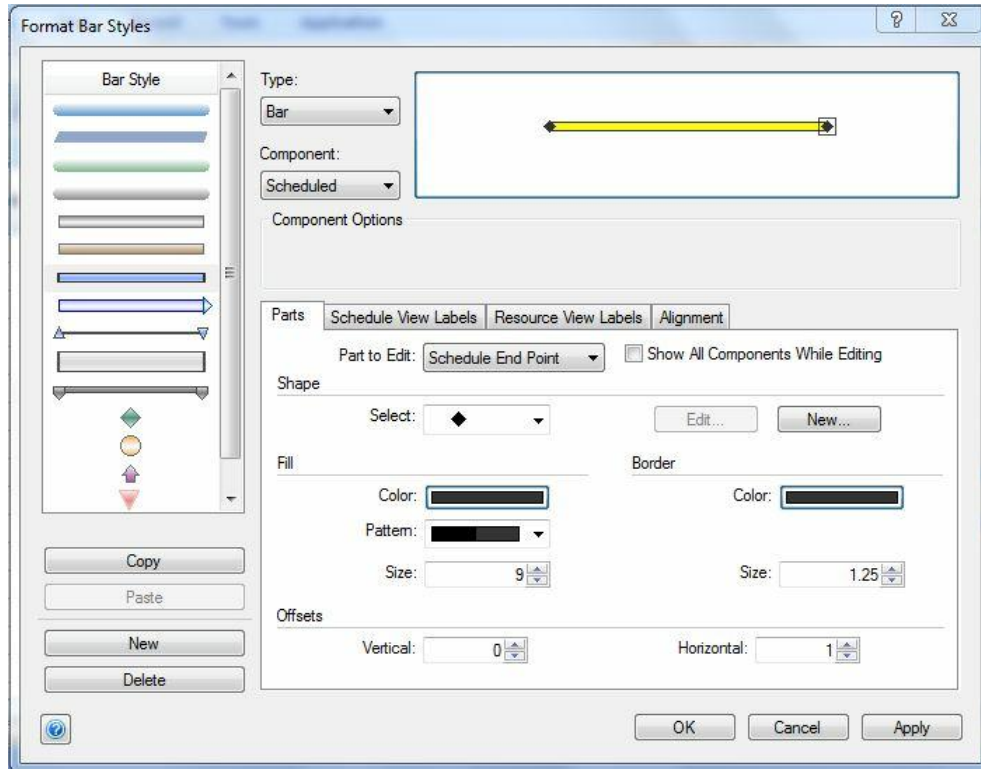 Format Bar Styles
Bar Style
Type:
Bar
Component:
Scheduled
Component Options
Parts
Schedule View Labels
Resource View Labels
Alignment
Part to Edit: Schedule End Point
Show All Components While Editing
Shape
Select:
Edit...
New...
Fill
Border
Color:
Color:
Pattern:
Size: 9
Size: 1.25
Offsets
Vertical: 0
Horizontal: 1
Copy
Paste
New
Delete
OK
Cancel
Apply